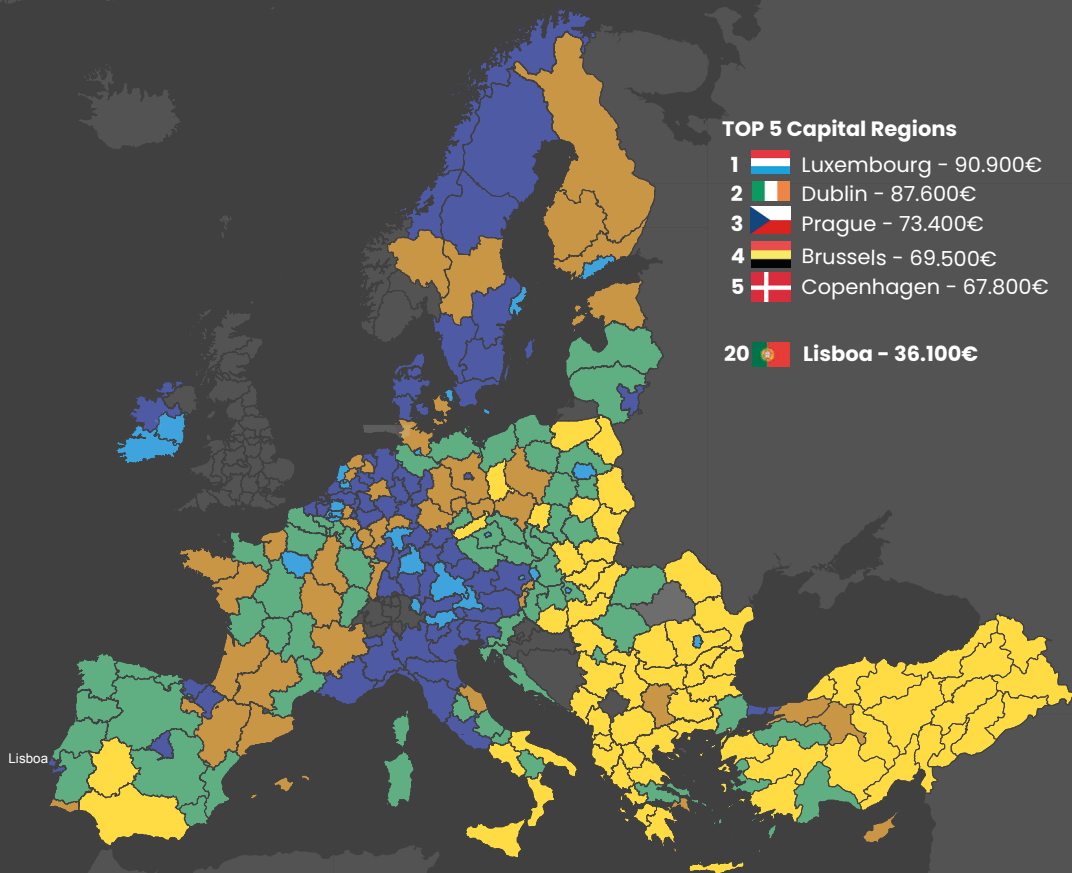 TOP 5 Capital Regions
1 Luxembourg - 90.900€
2 Dublin - 87.600€
3 Prague - 73.400€
4 Brussels - 69.500€
5 Copenhagen - 67.800€
20 Lisboa - 36.100€
Lisboa